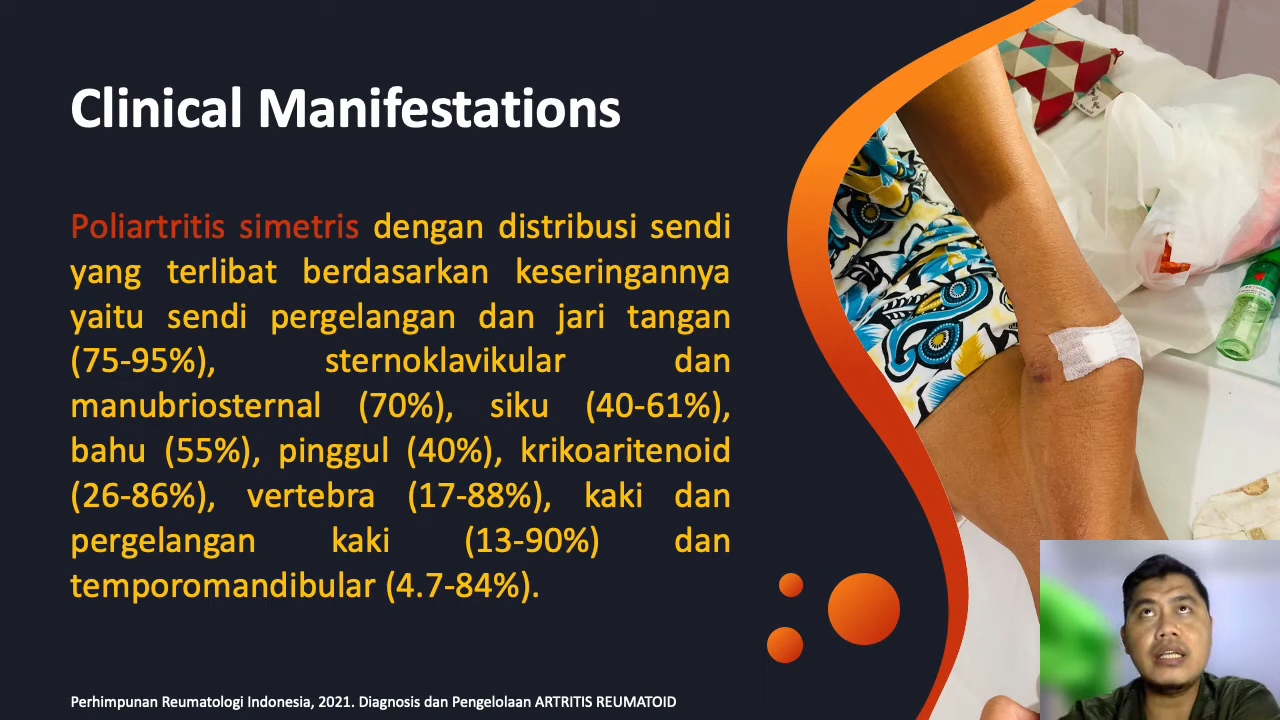 Clinical Manifestations
Poliartritis simetris dengan distribusi sendi
yang terlibat berdasarkan keseringannya
yaitu sendi pergelangan dan jari tangan
(75-95%), sternoklavikular dan
manubriosternal (70%), siku (40-61%),
bahu (55%), pinggul (40%), krikoaritenoid
(26-86%), vertebra (17-88%), kaki dan
pergelangan kaki (13-90%) dan
temporomandibular (4.7-84%).
Perhimpunan Reumatologi Indonesia, 2021. Diagnosis dan Pengelolaan ARTRITIS REUMATOID